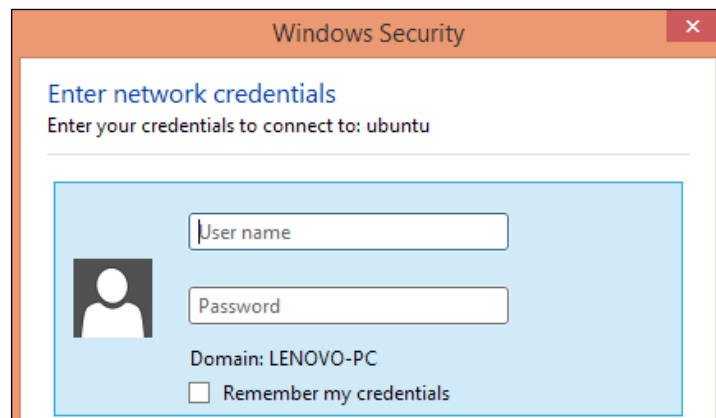 Windows Security
Enter network credentials
Enter your credentials to connect to: ubuntu
User name
Password
Domain: LENOVO-PC
Remember my credentials